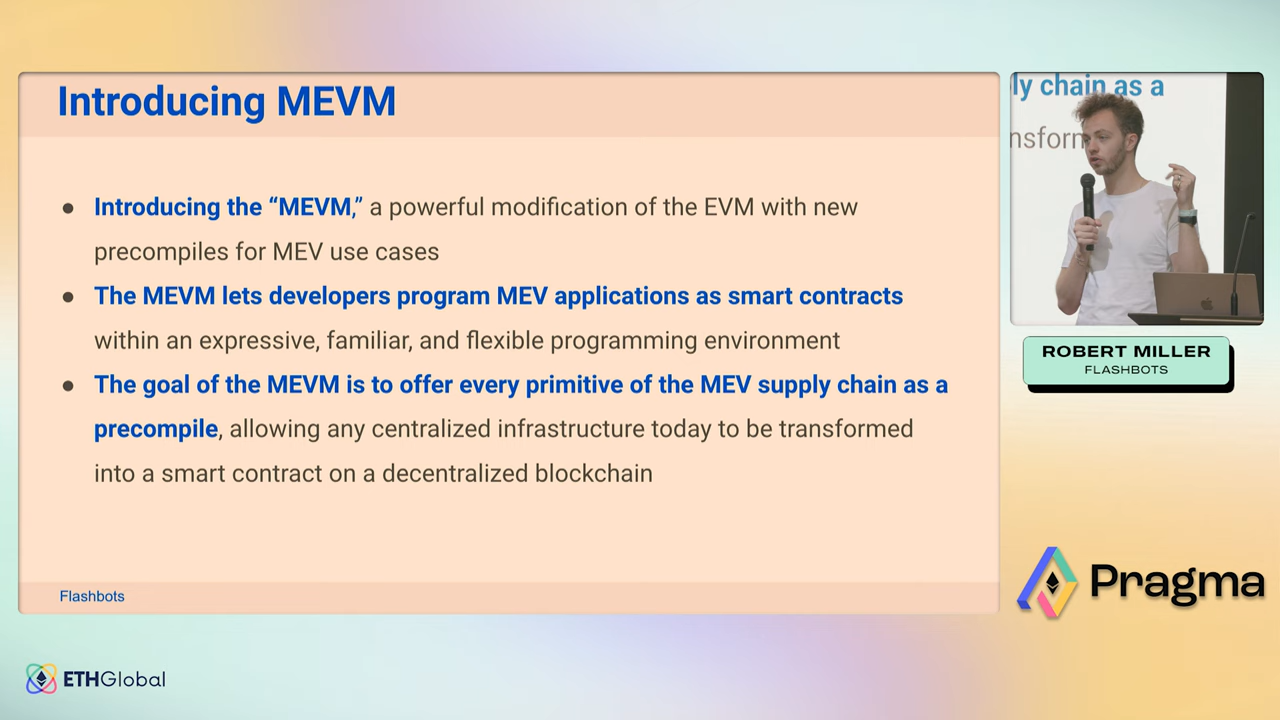 Introducing MEVM
● Introducing the “MEVM,” a powerful modification of the EVM with new
precompiles for MEV use cases
● The MEVM lets developers program MEV applications as smart contracts
within an expressive, familiar, and flexible programming environment
● The goal of the MEVM is to offer every primitive of the MEV supply chain as a
precompile, allowing any centralized infrastructure today to be transformed
into a smart contract on a decentralized blockchain
Flashbots
ly chain as a
nsform
ROBERT MILLER
FLASHBOTS
Pragma
ETHGlobal